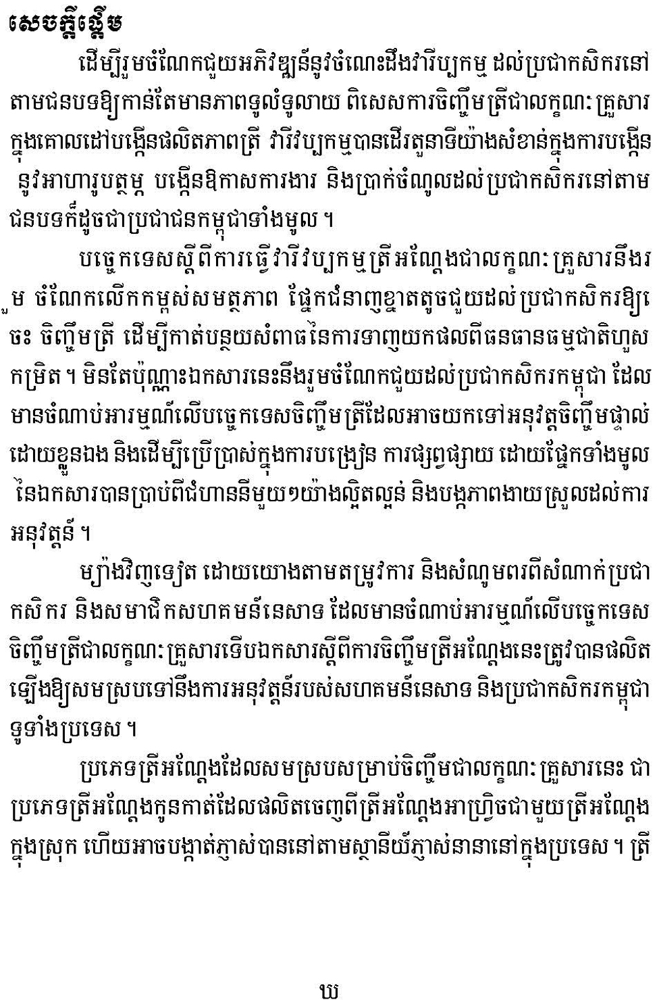 សេចក្តីផ្តើម
ដើម្បីរួមចំណែកជួយអភិវឌ្ឍន៍នូវចំណេះដឹងវារីប្បកម្ម ដល់ប្រជាកសិករនៅ
តាមជនបទឱ្យកាន់តែមានភាពទូលំទូលាយ ពិសេសការចិញ្ចឹមត្រីជាលក្ខណៈគ្រួសារ
ក្នុងគោលដៅបង្កើនផលិតភាពត្រី វារីវប្បកម្មបានដើរតួនាទីយ៉ាងសំខាន់ក្នុងការបង្កើន
នូវអាហារូបត្ថម្ភ បង្កើនឱកាសការងារ និងប្រាក់ចំណូលដល់ប្រជាកសិករនៅតាម
ជនបទក៏ដូចជាប្រជាជនកម្ពុជាទាំងមូល ។
បច្ចេកទេសស្តីពីការធ្វើវារីវប្បកម្មត្រីអណ្តែងជាលក្ខណៈគ្រួសារនឹងរ
ួម ចំណែកលើកកម្ពស់សមត្ថភាព ផ្នែកជំនាញខ្នាតតូចជួយដល់ប្រជាកសិករឱ្យេ
ចះ ចិញ្ចឹមត្រី ដើម្បីកាត់បន្ថយសំពាធនៃការទាញយកផលពីធនធានធម្មជាតិហួស
កម្រិត ។ មិនតែប៉ុណ្ណោះឯកសារនេះនឹងរួមចំណែកជួយដល់ប្រជាកសិករកម្ពុជា ដែល
មានចំណាប់អារម្មណ៍លើបច្ចេកទេសចិញ្ចឹមត្រីដែលអាចយកទៅអនុវត្តចិញ្ចឹមផ្ទាល់
ដោយខ្លួនឯង និងដើម្បីប្រើប្រាស់ក្នុងការបង្រៀន ការផ្សព្វផ្សាយ ដោយផ្នែកទាំងមូល
នៃឯកសារបានប្រាប់ពីជំហាននីមួយៗយ៉ាងល្អិតល្អន់ និងបង្កភាពងាយស្រួលដល់ការ
អនុវត្តន៍ ។
ម្យ៉ាងវិញទៀត ដោយយោងតាមតម្រូវការ និងសំណូមពរពីសំណាក់ប្រជា
កសិករ និងសមាជិកសហគមន៍នេសាទ ដែលមានចំណាប់អារម្មណ៍លើបច្ចេកទេស
ចិញ្ចឹមត្រីជាលក្ខណៈគ្រួសារទើបឯកសារស្តីពីការចិញ្ចឹមត្រីអណ្តែងនេះត្រូវបានផលិត
ឡើងឱ្យសមស្របទៅនឹងការអនុវត្តន៍របស់សហគមន៍នេសាទ និងប្រជាកសិករកម្ពុជា
ទូទាំងប្រទេស ។
ប្រភេទត្រីអណ្តែងដែលសមស្របសម្រាប់ចិញ្ចឹមជាលក្ខណៈគ្រួសារនេះ ជា
ប្រភេទត្រីអណ្តែងកូនកាត់ដែលផលិតចេញពីត្រីអណ្តែងអាហ្វ្រិចជាមួយត្រីអណ្តែង
ក្នុងស្រុក ហើយអាចបង្កាត់ភ្ញាស់បាននៅតាមស្ថានីយ៍ភ្ញាស់នានានៅក្នុងប្រទេស ។ ត្រី
ឃ